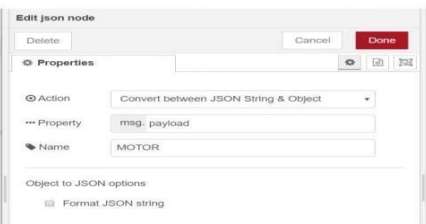 Edit json node
Delete Cancel Done
Properties
Action Convert between JSON String & Object
Property msg. payload
Name MOTOR
Object to JSON options
Format JSON string